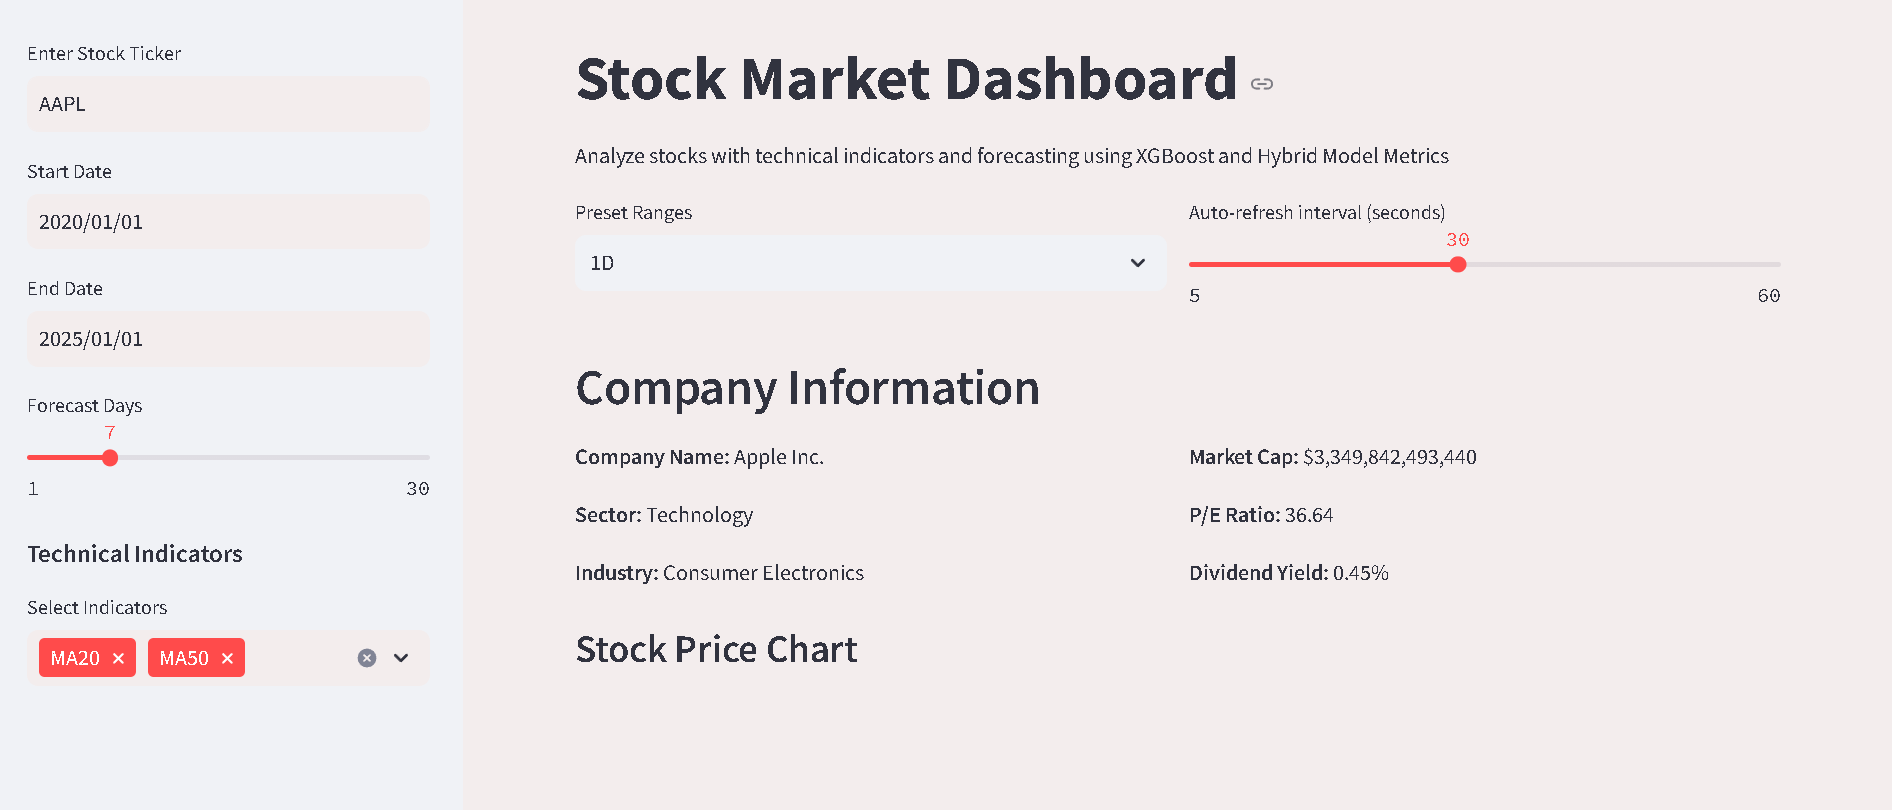 Enter Stock Ticker
AAPL
Start Date
2020/01/01
End Date
2025/01/01
Forecast Days
7
1 30
Technical Indicators
Select Indicators
MA20 MA50
Stock Market Dashboard
Analyze stocks with technical indicators and forecasting using XGBoost and Hybrid Model Metrics
Preset Ranges
1D
Auto-refresh interval (seconds)
30
5 60
Company Information
Company Name: Apple Inc.
Sector: Technology
Industry: Consumer Electronics
Market Cap: $3,349,842,493,440
P/E Ratio: 36.64
Dividend Yield: 0.45%
Stock Price Chart